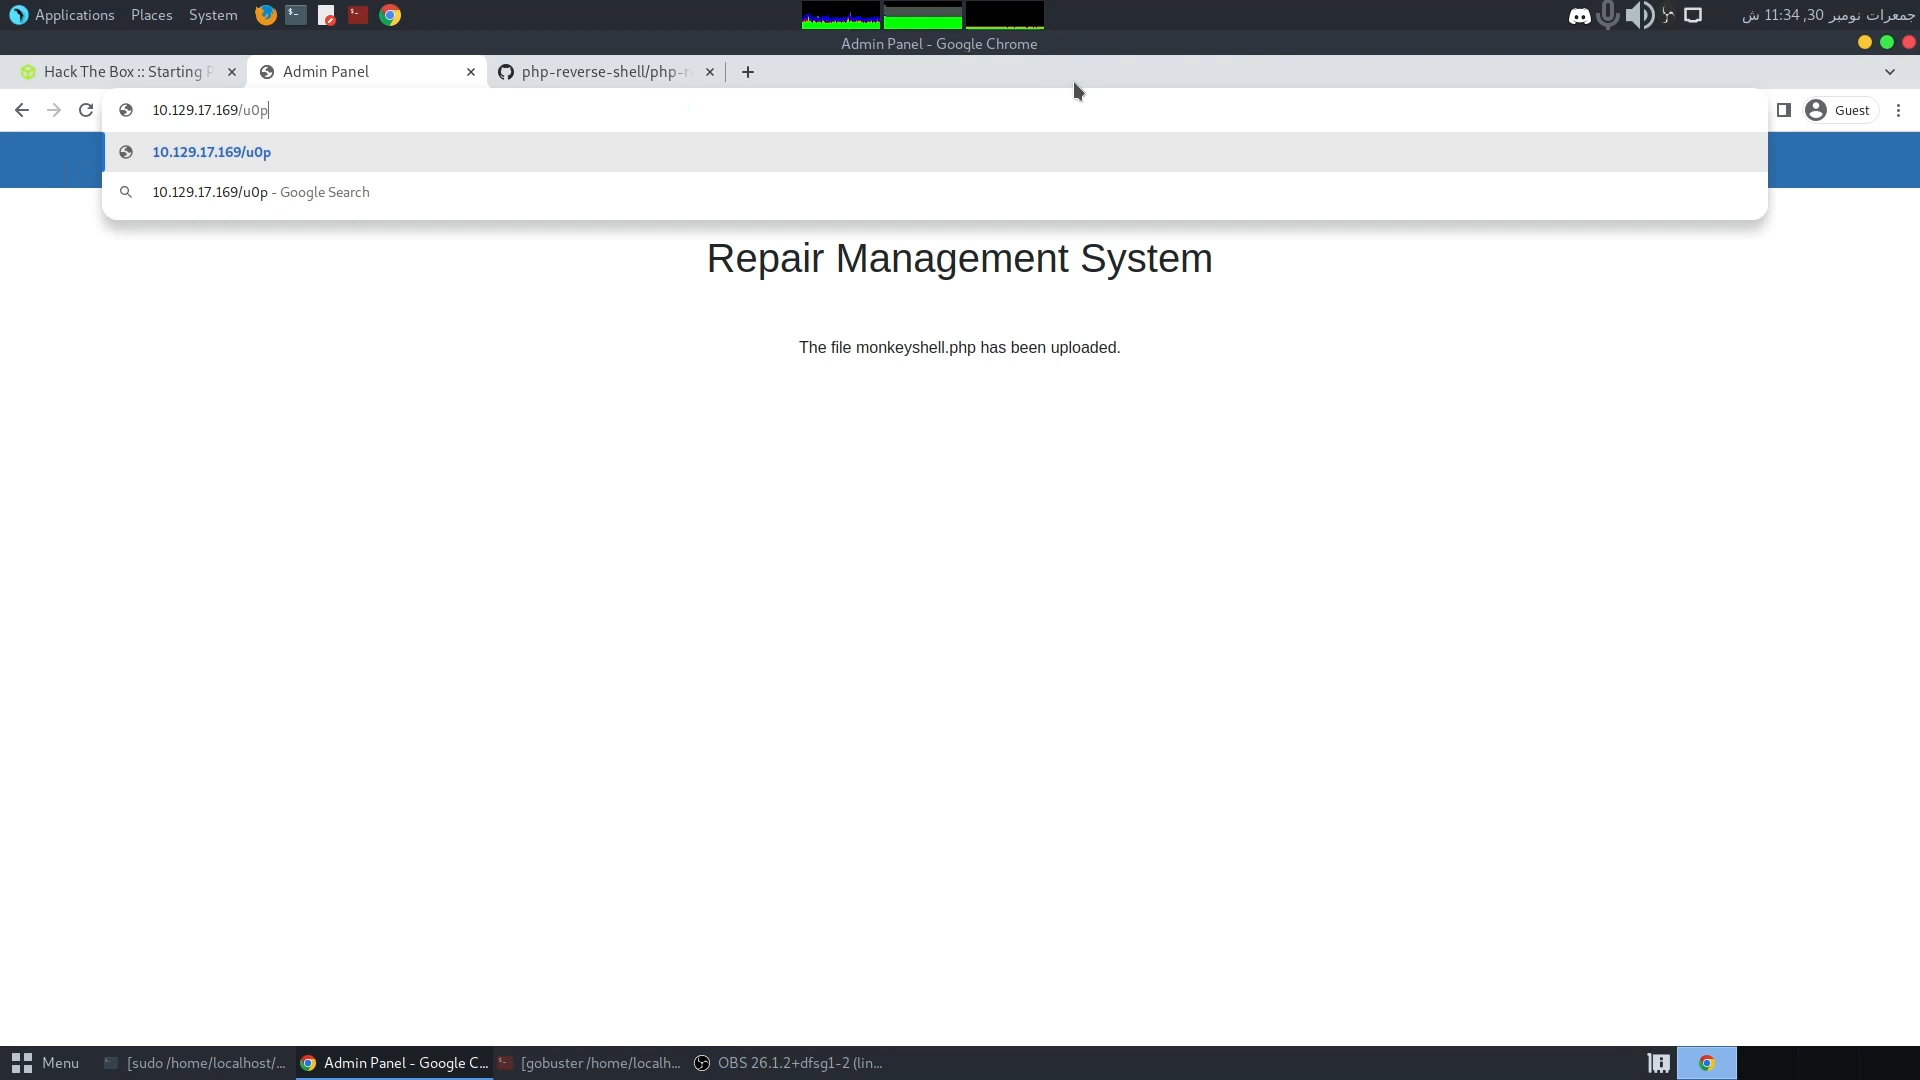 Applications Places System
جمعرات نومبر 30, 11:34 ش
Admin Panel - Google Chrome
Hack The Box :: Starting P
Admin Panel
php-reverse-shell/php-r
10.129.17.169/u0p
Guest
10.129.17.169/u0p
10.129.17.169/u0p - Google Search
Repair Management System
The file monkeyshell.php has been uploaded.
Menu
[sudo /home/localhost/...
Admin Panel - Google C...
[gobuster /home/localh...
OBS 26.1.2+dfsg1-2 (lin...